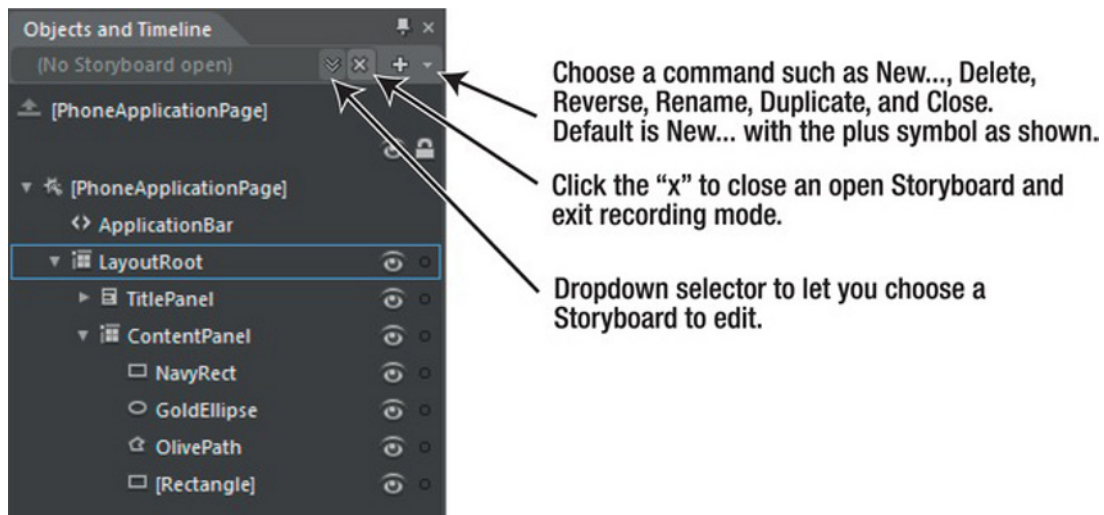 Objects and Timeline
(No Storyboard open)
[PhoneApplicationPage]
[PhoneApplicationPage]
ApplicationBar
LayoutRoot
TitlePanel
ContentPanel
NavyRect
GoldEllipse
OlivePath
[Rectangle]
Choose a command such as New..., Delete,
Reverse, Rename, Duplicate, and Close.
Default is New... with the plus symbol as shown.
Click the “x” to close an open Storyboard and
exit recording mode.
Dropdown selector to let you choose a
Storyboard to edit.